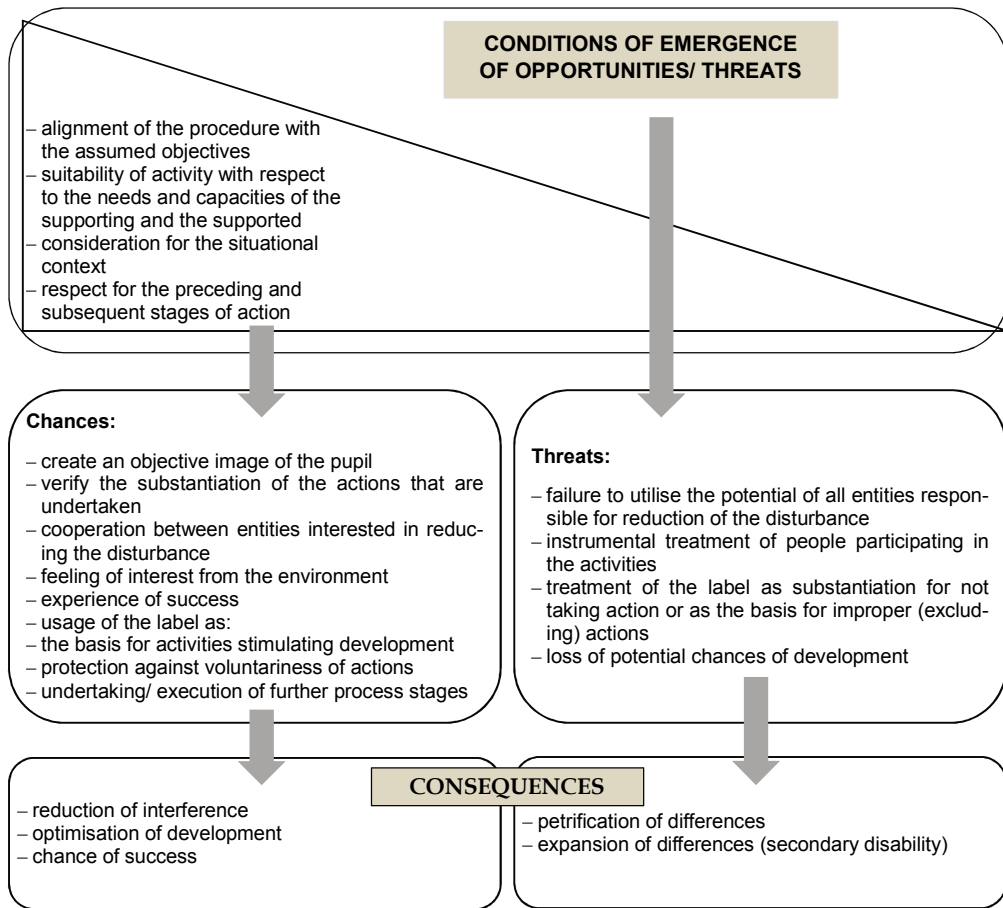 CONDITIONS OF EMERGENCE
OF OPPORTUNITIES/ THREATS
– alignment of the procedure with
the assumed objectives
– suitability of activity with respect
to the needs and capacities of the
supporting and the supported
– consideration for the situational
context
– respect for the preceding and
subsequent stages of action
Chances:
– create an objective image of the pupil
– verify the substantiation of the actions that are
undertaken
– cooperation between entities interested in reduc-
ing the disturbance
– feeling of interest from the environment
– experience of success
– usage of the label as:
– the basis for activities stimulating development
– protection against voluntariness of actions
– undertaking/ execution of further process stages
Threats:
– failure to utilise the potential of all entities respon-
sible for reduction of the disturbance
– instrumental treatment of people participating in
the activities
– treatment of the label as substantiation for not
taking action or as the basis for improper (exclud-
ing) actions
– loss of potential chances of development
CONSEQUENCES
– reduction of interference
– optimisation of development
– chance of success
– petrification of differences
– expansion of differences (secondary disability)